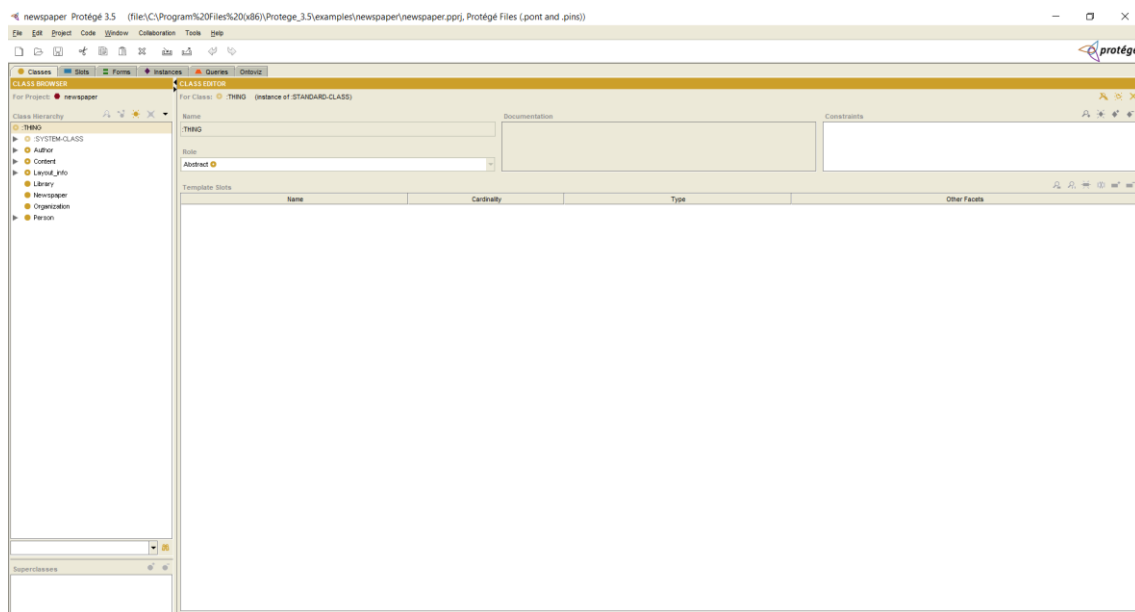 newspaper Protégé 3.5 (file:\C:\Program%20Files%20(x86)\Protege_3.5\examples\newspaper\newspaper.pprj, Protégé Files (.pont and .pins))
File Edit Project Code Window Collaboration Tools Help
protégé
Classes Slots Forms Instances Queries Ontoviz
CLASS BROWSER
CLASS EDITOR
For Project: newspaper
For Class: :THING (instance of :STANDARD-CLASS)
Class Hierarchy
Name
Documentation
Constraints
:THING
:THING
:SYSTEM-CLASS
Author
Role
Content
Abstract
Layout_info
Library
Template Slots
Newspaper
Name Cardinality Type Other Facets
Organization
Person
Superclasses